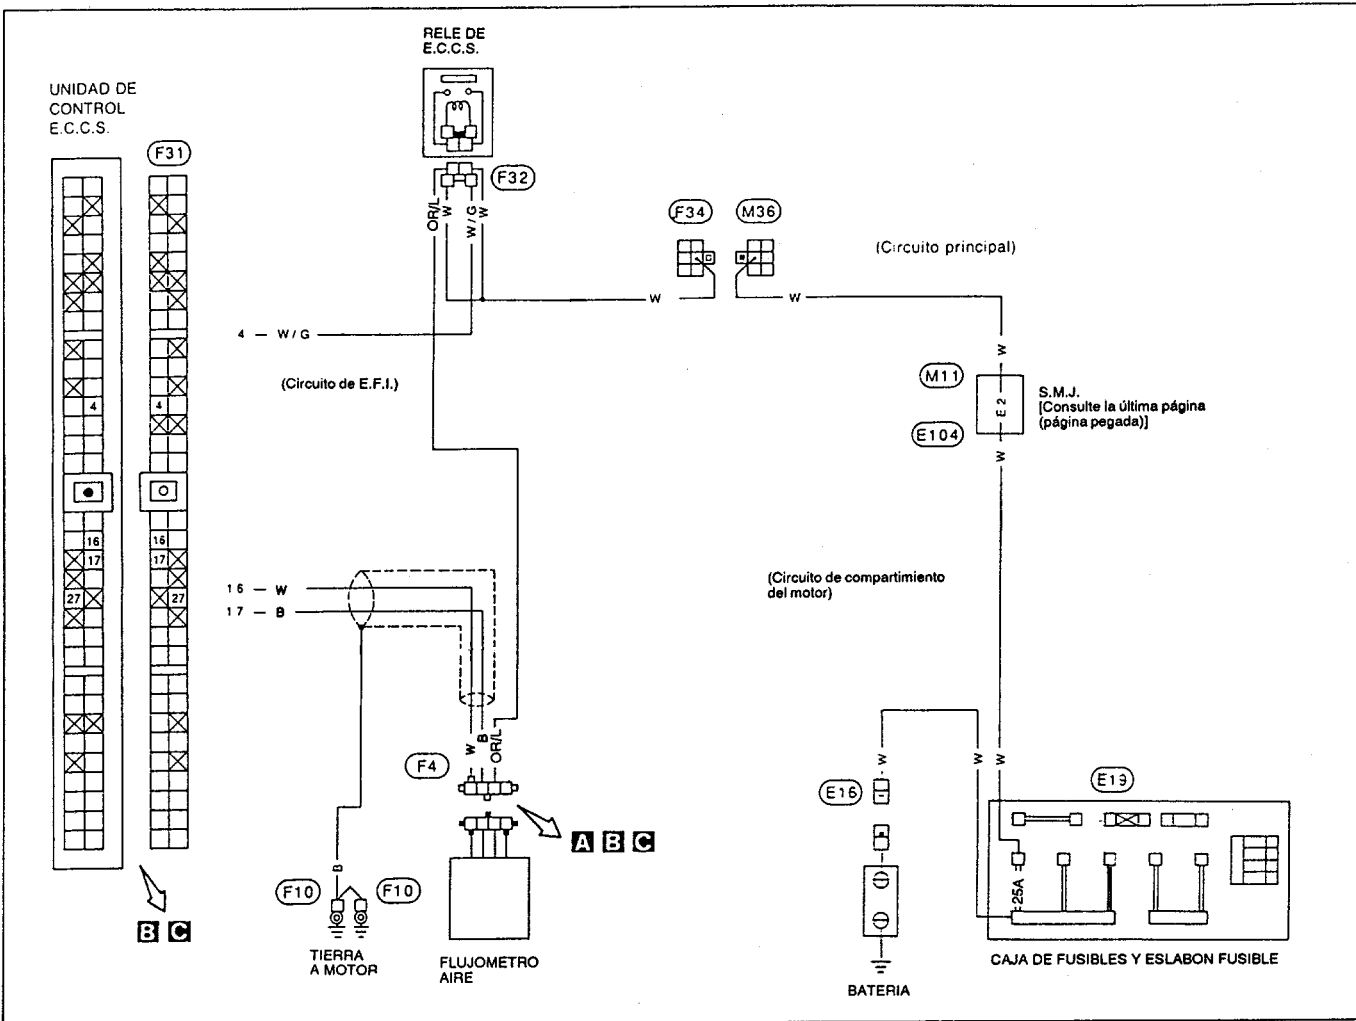 RELE DE
E.C.C.S.
UNIDAD DE
CONTROL
E.C.C.S.
F31
F32
OR/L
W
W/G
W
F34
M36
(Circuito principal)
W
W
4 — W/G
W
(Circuito de E.F.I.)
M11
E 2
S.M.J.
[Consulte la última página
(página pegada)]
E104
4
4
W
16
16
17
17
27
27
16 — W
17 — B
(Circuito de compartimiento
del motor)
W
B
OR/L
W
W
W
F4
E16
E19
A B C
B
25A
F10
F10
B C
TIERRA
A MOTOR
FLUJOMETRO
AIRE
BATERIA
CAJA DE FUSIBLES Y ESLABON FUSIBLE